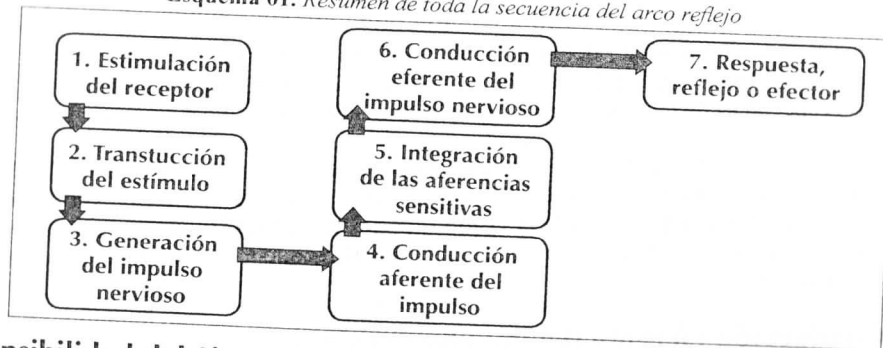 Esquema 01. Resumen de toda la secuencia del arco reflejo
1. Estimulación
del receptor
2. Transtucción
del estímulo
3. Generación
del impulso
nervioso
4. Conducción
aferente del
impulso
5. Integración
de las aferencias
sensitivas
6. Conducción
eferente del
impulso nervioso
7. Respuesta,
reflejo o efector